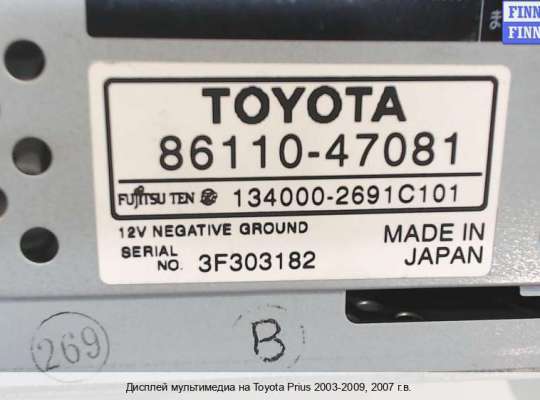 FINN
FINN
TOYOTA
86110-47081
FUJITSU TEN 134000-2691C101
12V NEGATIVE GROUND
SERIAL NO. 3F303182
MADE IN JAPAN
269
B
Дисплей мультимедиа на Toyota Prius 2003-2009, 2007 г.в.